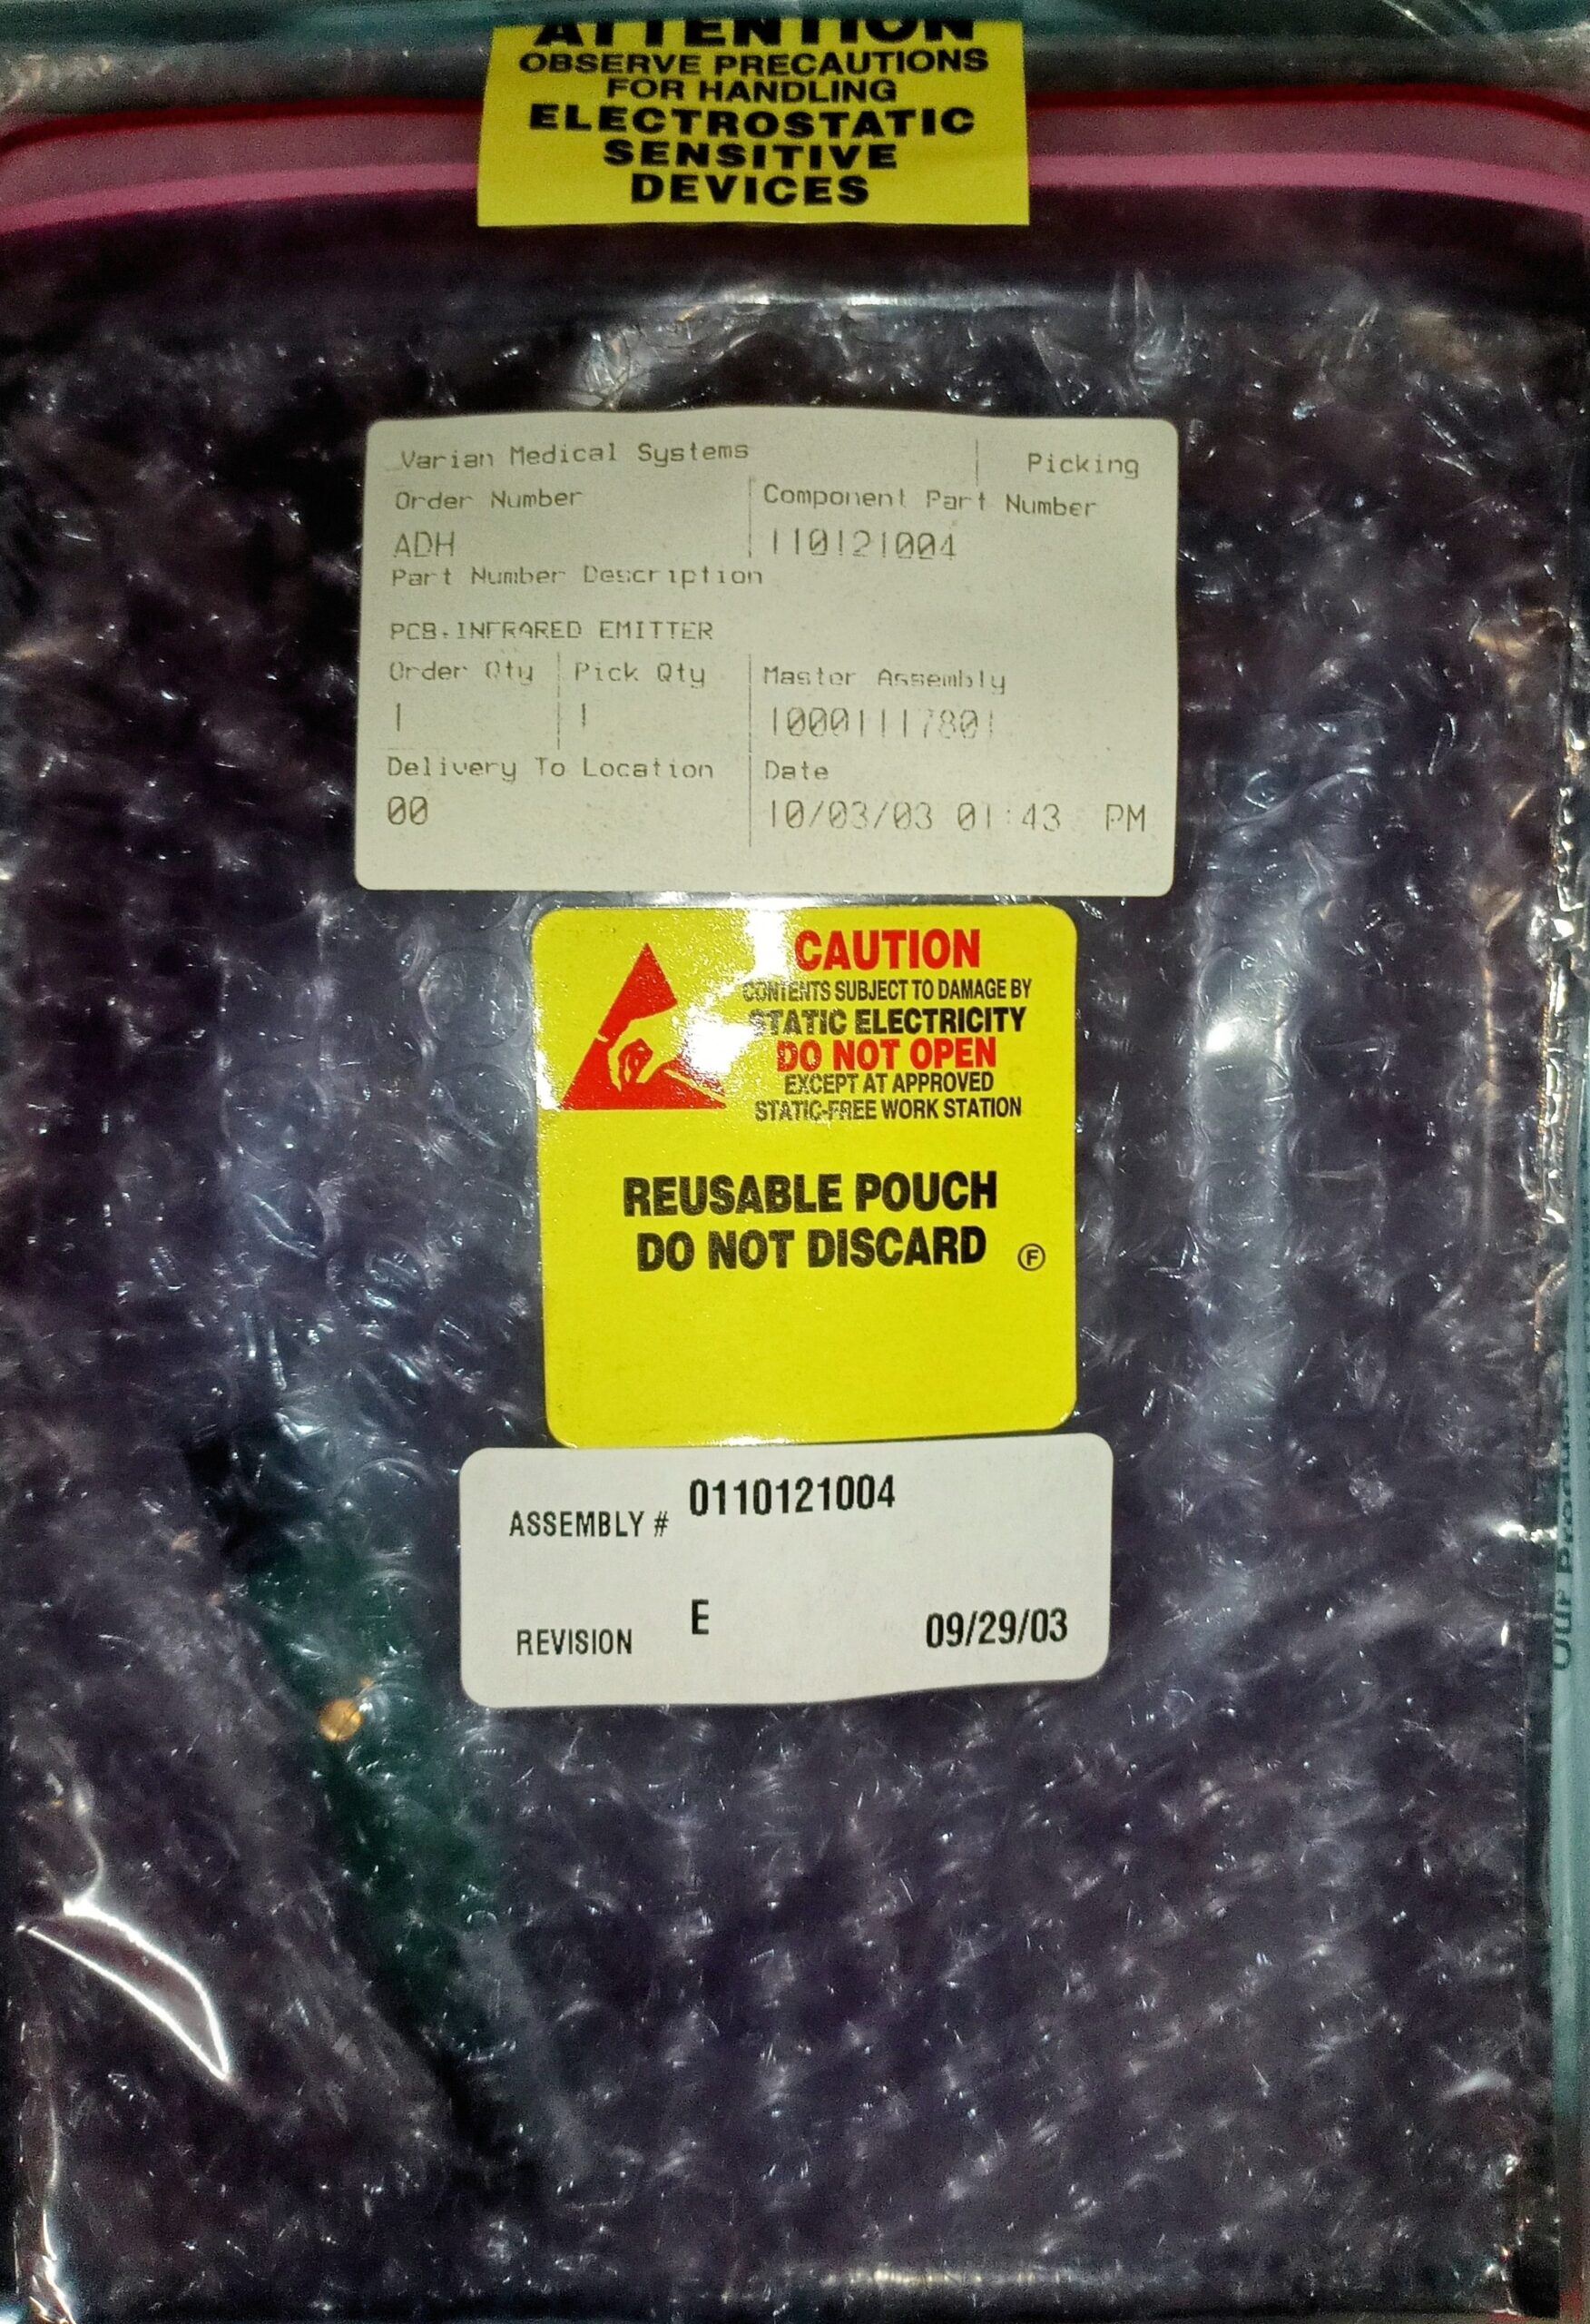 ATTENTION
OBSERVE PRECAUTIONS
FOR HANDLING
ELECTROSTATIC
SENSITIVE
DEVICES
Varian Medical Systems Picking
Order Number Component Part Number
ADH 110121004
Part Number Description
PCB.INFRARED EMITTER
Order Qty Pick Qty Master Assembly
1 1 10001117801
Delivery To Location Date
00 10/03/03 01:43 PM
CAUTION
CONTENTS SUBJECT TO DAMAGE BY
STATIC ELECTRICITY
DO NOT OPEN
EXCEPT AT APPROVED
STATIC-FREE WORK STATION
REUSABLE POUCH
DO NOT DISCARD Ⓕ
ASSEMBLY # 0110121004
REVISION E 09/29/03
Our Product